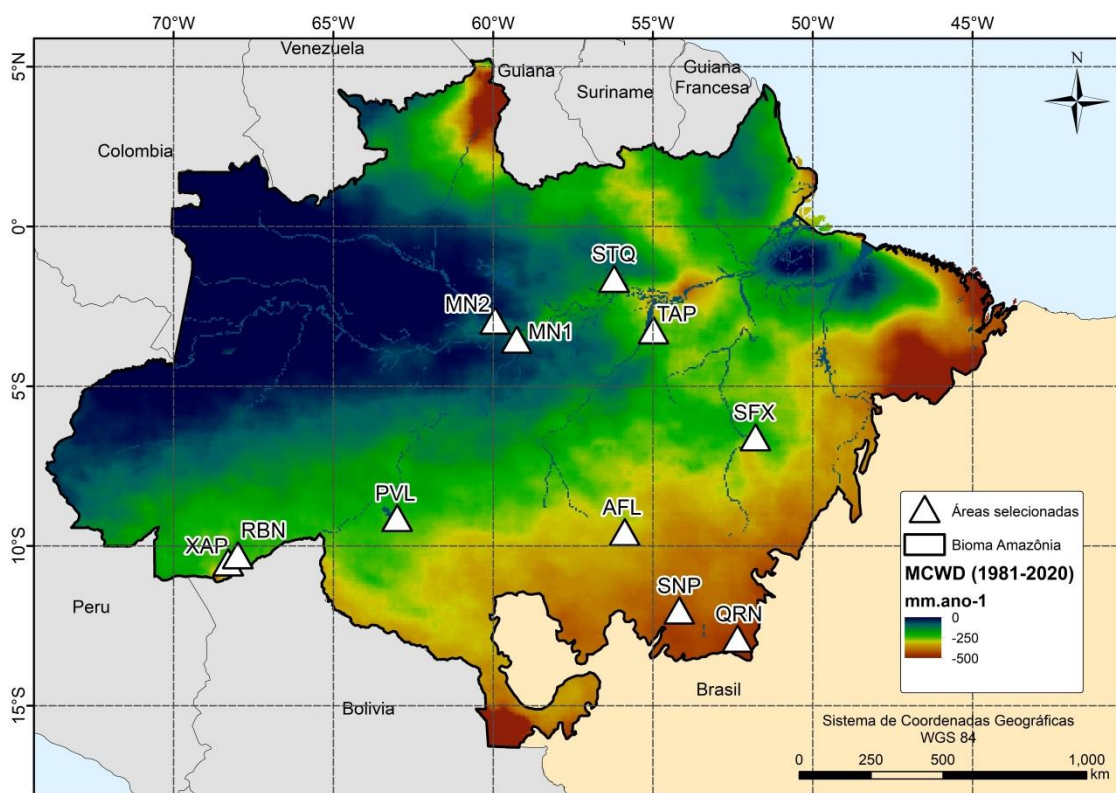 70°W 65°W 60°W 55°W 50°W 45°W
5°N
0°
5°S
10°S
15°S
N
Venezuela
Guiana
Suriname
Guiana
Francesa
Colombia
Peru
Bolivia
Brasil
STQ
MN2
MN1
TAP
SFX
PVL
AFL
XAP
RBN
SNP
QRN
Áreas selecionadas
Bioma Amazônia
MCWD (1981-2020)
mm.ano-1
0
-250
-500
Sistema de Coordenadas Geográficas
WGS 84
0 250 500 1,000
km